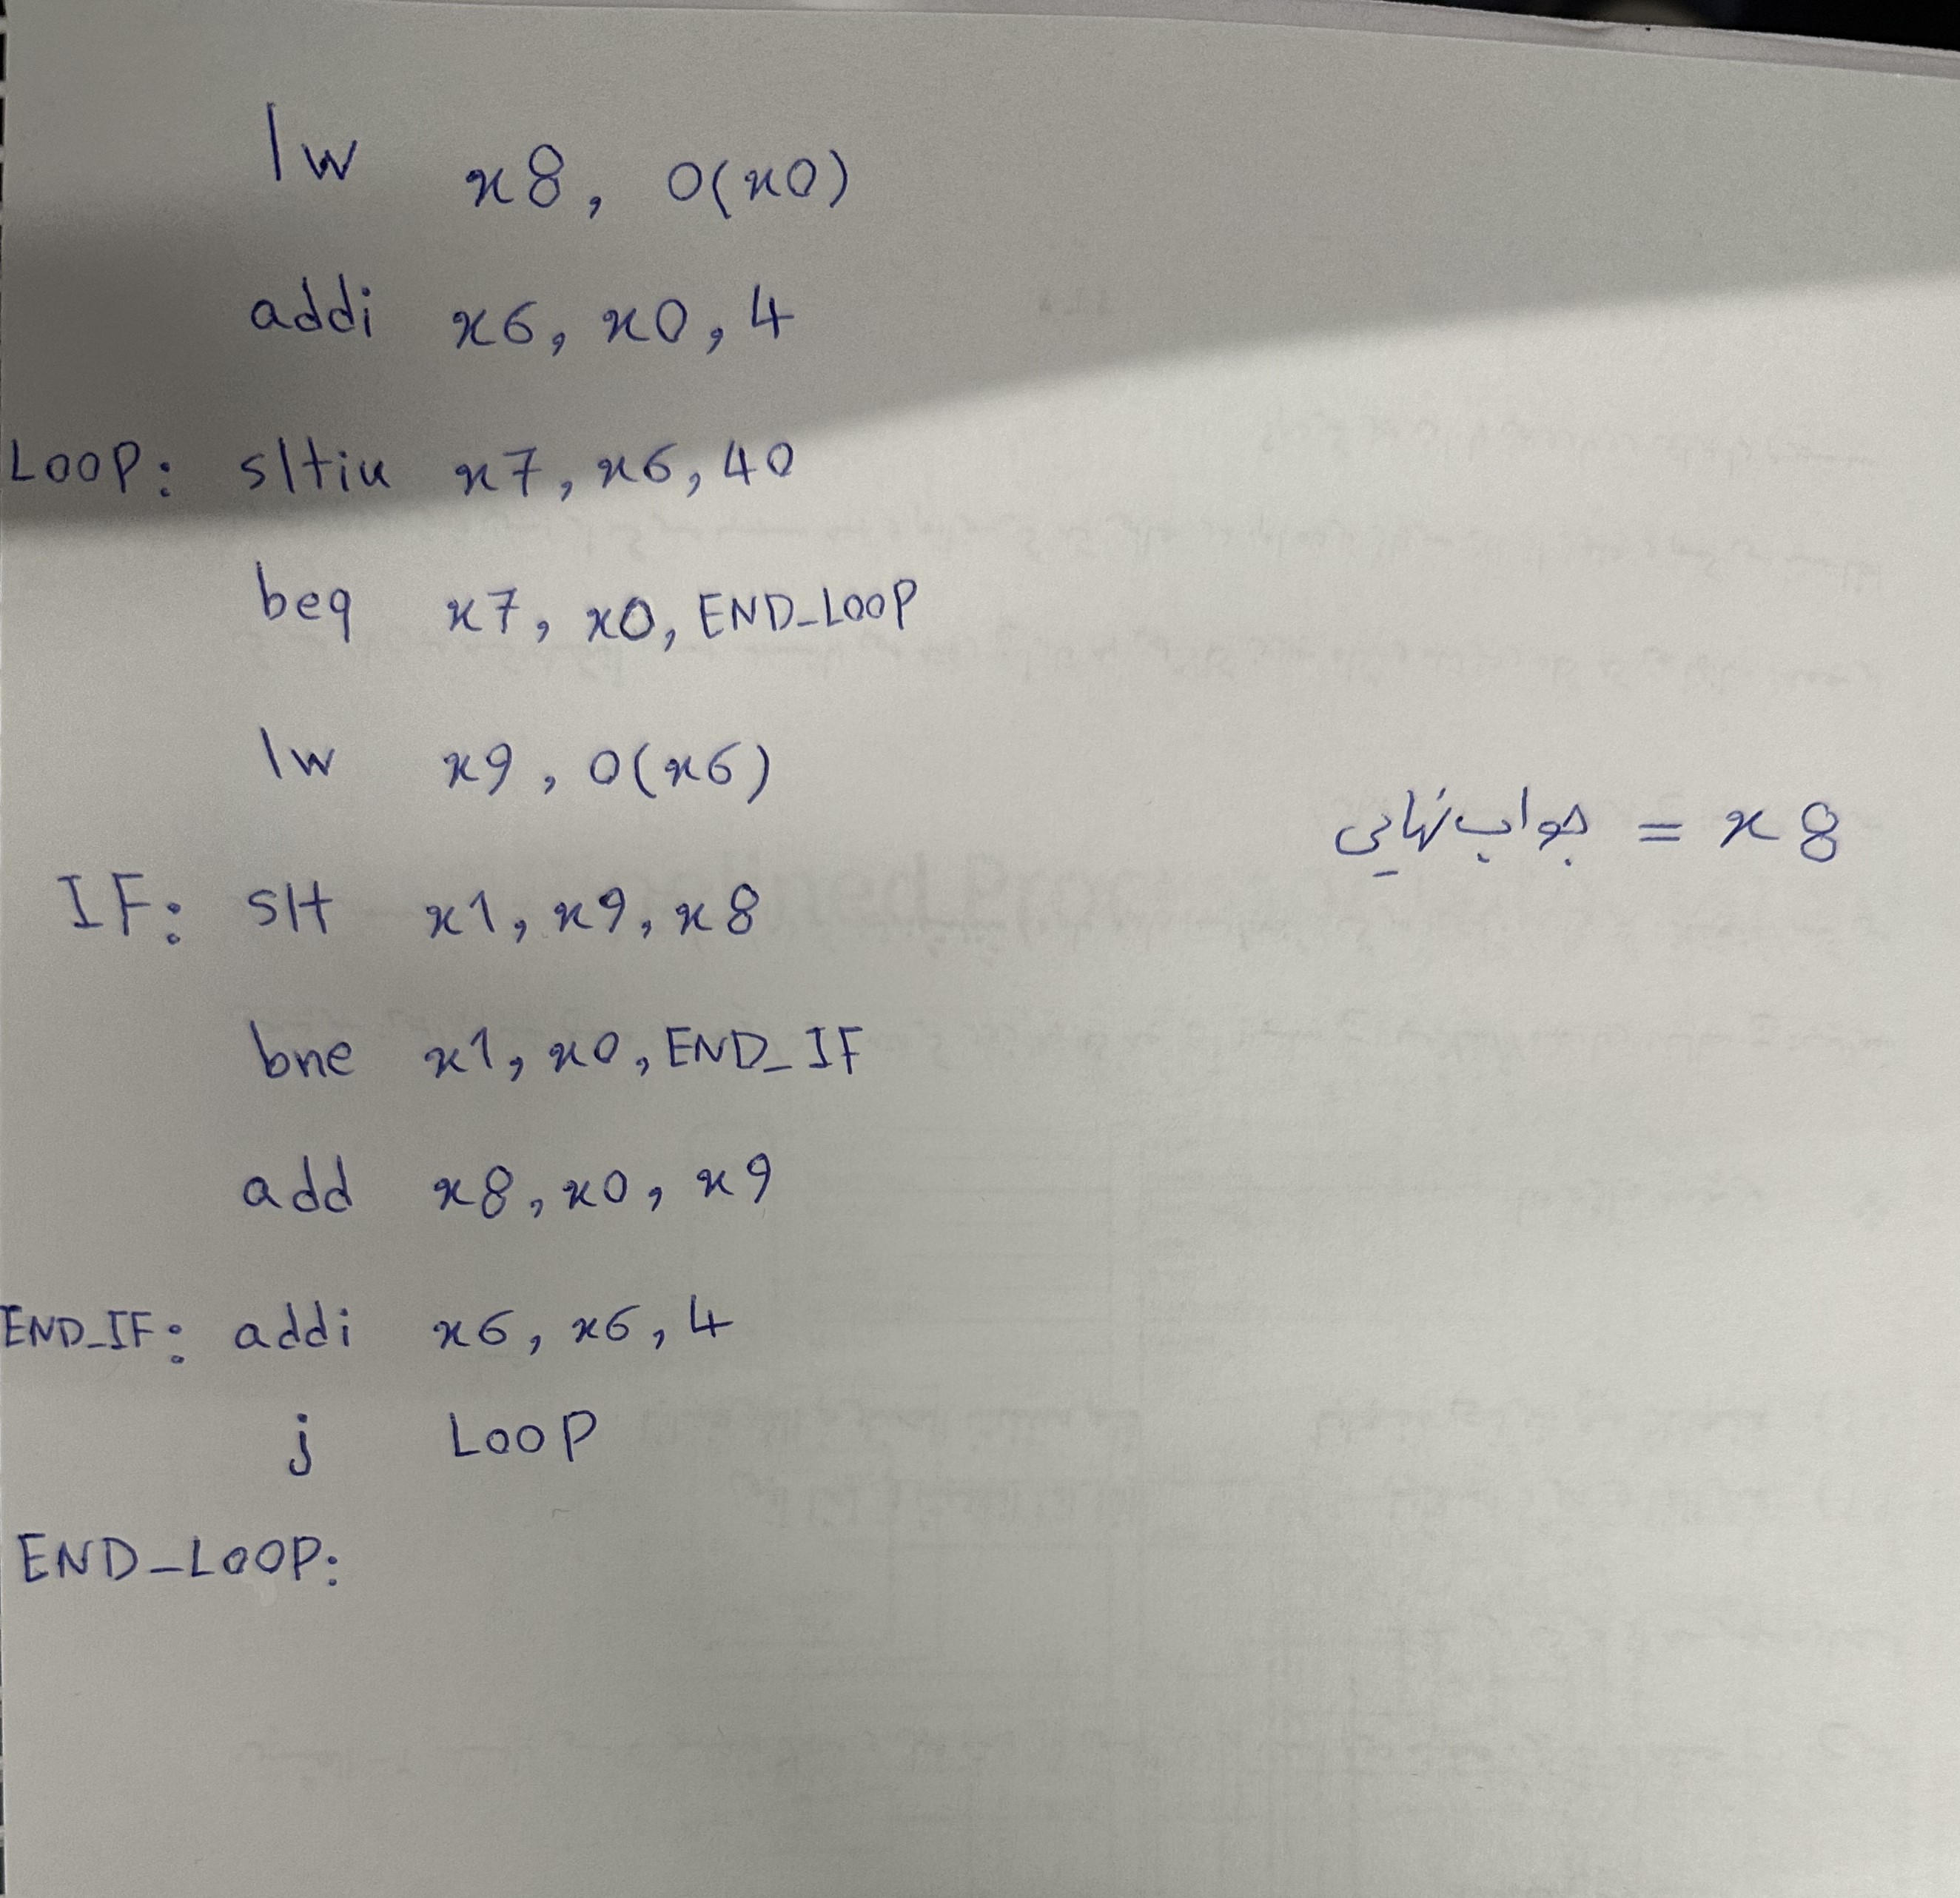 lw x8, 0(x0)
addi x6, x0, 4
LOOP: sltiu x7, x6, 40
beq x7, x0, END_LOOP
lw x9, 0(x6)
جواب نهایی = x8
IF: slt x1, x9, x8
bne x1, x0, END_IF
add x8, x0, x9
END_IF: addi x6, x6, 4
j LOOP
END_LOOP: